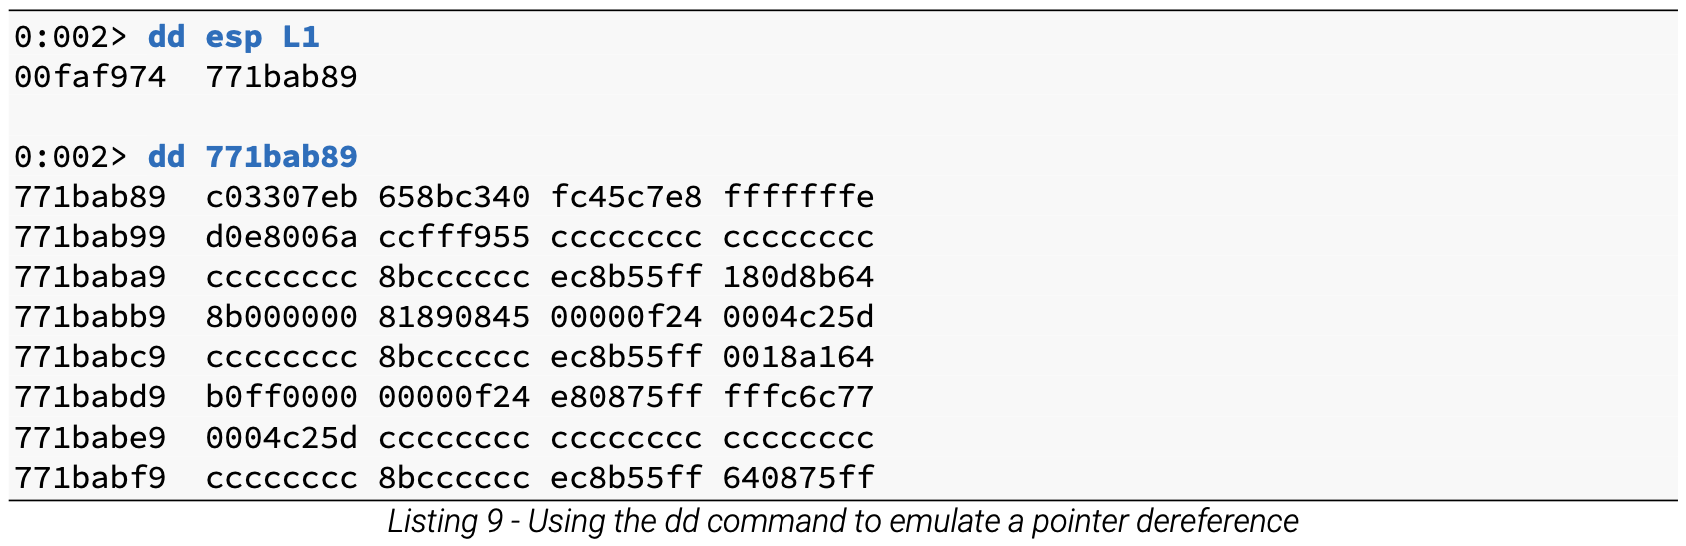 0:002> dd esp L1
00faf974  771bab89

0:002> dd 771bab89
771bab89  c03307eb 658bc340 fc45c7e8 fffffffe
771bab99  d0e8006a ccfff955 cccccccc cccccccc
771baba9  cccccccc 8bcccccc ec8b55ff 180d8b64
771babb9  8b000000 81890845 00000f24 0004c25d
771babc9  cccccccc 8bcccccc ec8b55ff 0018a164
771babd9  b0ff0000 00000f24 e80875ff fffc6c77
771babe9  0004c25d cccccccc cccccccc cccccccc
771babf9  cccccccc 8bcccccc ec8b55ff 640875ff
Listing 9 - Using the dd command to emulate a pointer dereference